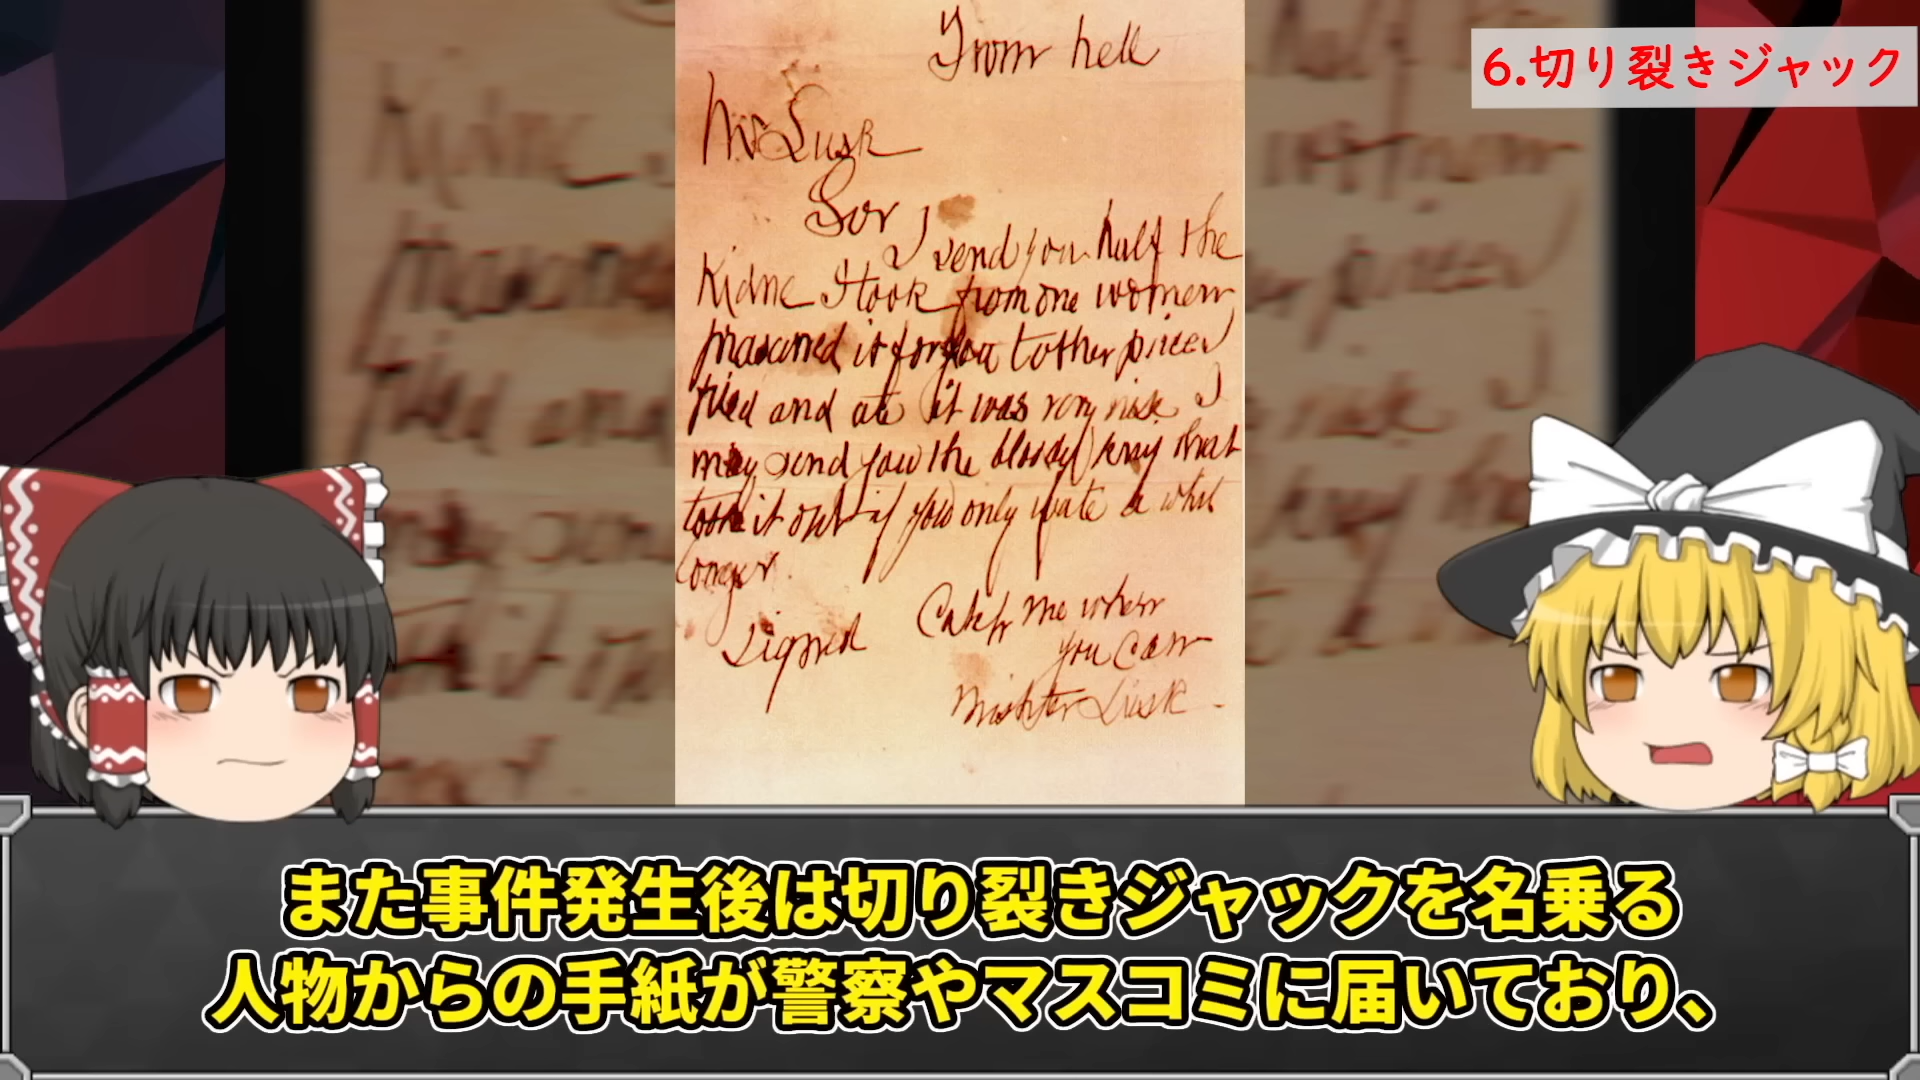 6.切り裂きジャック
From hell
Mr Lusk
Sor
I send you half the
Kidne I took from one women
prasarved it for you tother piece I
fried and ate it was very nise I
may send you the bloody knif that
took it out if you only wate a whil
longer.
signed
Catch me when
you Can
Mishter Lusk.
また事件発生後は切り裂きジャックを名乗る
人物からの手紙が警察やマスコミに届いており、